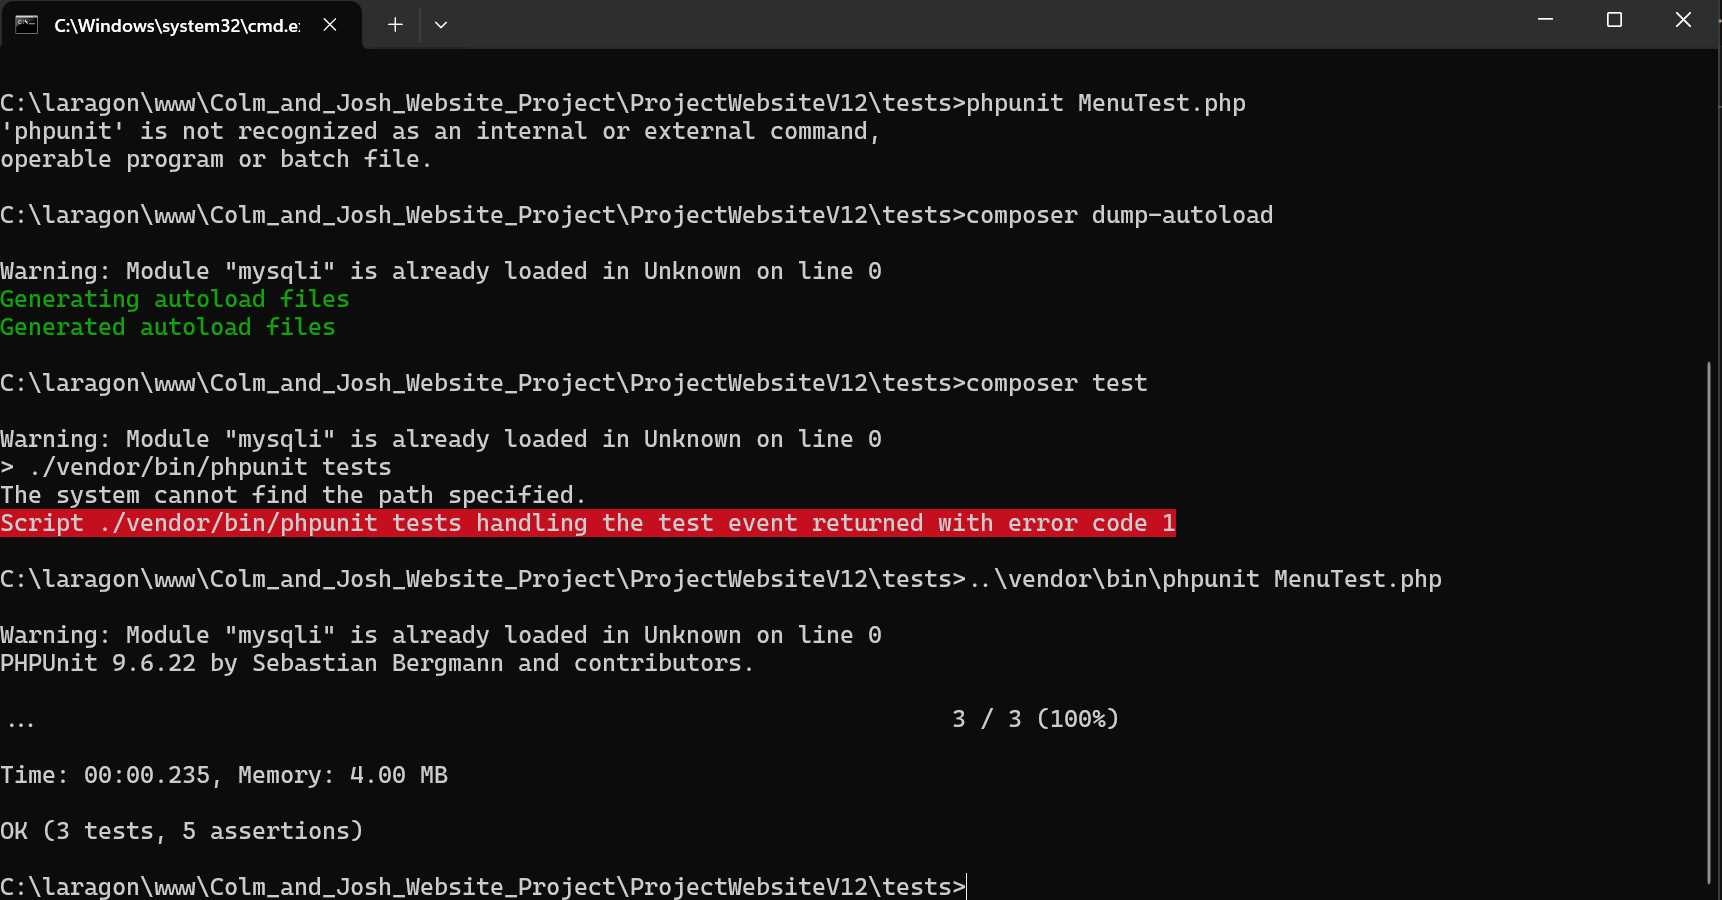 C:\Windows\system32\cmd.e:
C:\laragon\www\Colm_and_Josh_Website_Project\ProjectWebsiteV12\tests>phpunit MenuTest.php
'phpunit' is not recognized as an internal or external command,
operable program or batch file.
C:\laragon\www\Colm_and_Josh_Website_Project\ProjectWebsiteV12\tests>composer dump-autoload
Warning: Module "mysqli" is already loaded in Unknown on line 0
Generating autoload files
Generated autoload files
C:\laragon\www\Colm_and_Josh_Website_Project\ProjectWebsiteV12\tests>composer test
Warning: Module "mysqli" is already loaded in Unknown on line 0
> ./vendor/bin/phpunit tests
The system cannot find the path specified.
Script ./vendor/bin/phpunit tests handling the test event returned with error code 1
C:\laragon\www\Colm_and_Josh_Website_Project\ProjectWebsiteV12\tests>..\vendor\bin\phpunit MenuTest.php
Warning: Module "mysqli" is already loaded in Unknown on line 0
PHPUnit 9.6.22 by Sebastian Bergmann and contributors.
... 3 / 3 (100%)
Time: 00:00.235, Memory: 4.00 MB
OK (3 tests, 5 assertions)
C:\laragon\www\Colm_and_Josh_Website_Project\ProjectWebsiteV12\tests>